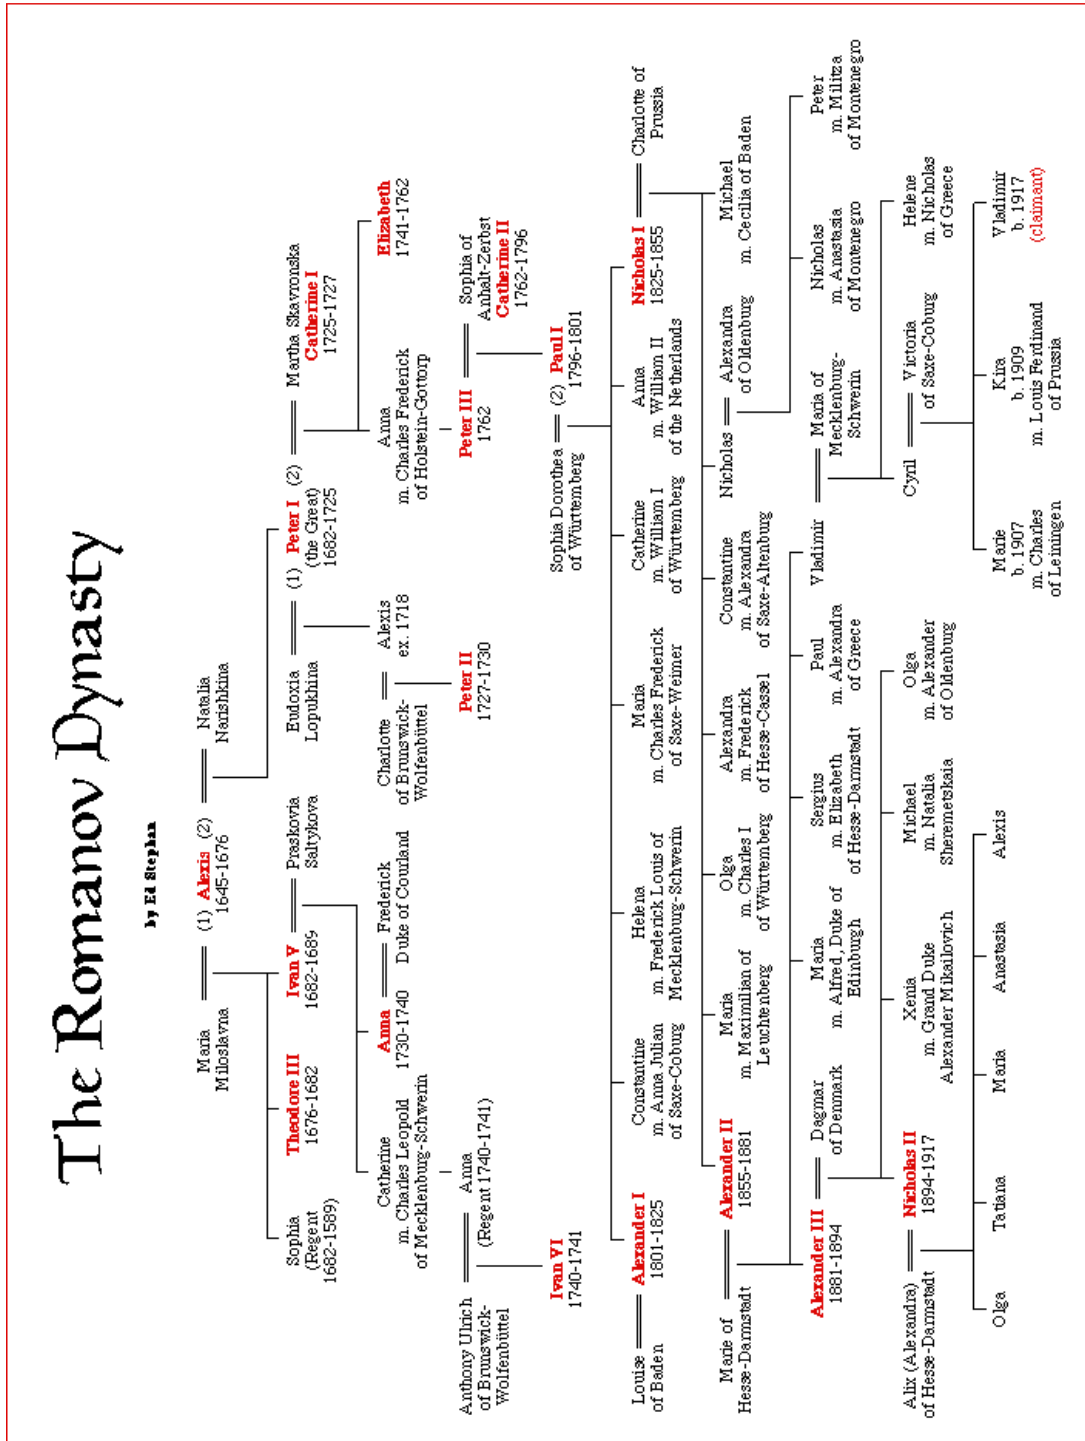 The Romanov Dynasty
by Ed Stephan
Maria
Miloslavna
(1) Alexis (2)
1645-1676
Natalia
Narishkina
Sophia
(Regent
1682-1589)
Theodore III
1676-1682
Ivan V
1682-1689
Praskovia
Saltykova
Eudoxia
Lopukhina
(1) Peter I (2)
(the Great)
1682-1725
Martha Skavronska
Catherine I
1725-1727
Catherine
m. Charles Leopold
of Mecklenburg-Schwerin
Anna
1730-1740
Frederick
Duke of Courland
Charlotte
of Brunswick-
Wolfenbüttel
Alexis
ex. 1718
Anna
m. Charles Frederick
of Holstein-Gottorp
Elizabeth
1741-1762
Anthony Ulrich
of Brunswick-
Wolfenbüttel
Anna
(Regent 1740-1741)
Peter II
1727-1730
Peter III
1762
Sophia of
Anhalt-Zerbst
Catherine II
1762-1796
Ivan VI
1740-1741
Sophia Dorothea
of Württemberg
(2) Paul I
1796-1801
Louise
of Baden
Alexander I
1801-1825
Constantine
m. Anna Julian
of Saxe-Coburg
Helena
m. Frederick Louis of
Mecklenburg-Schwerin
Maria
m. Charles Frederick
of Saxe-Weimer
Catherine
m. William I
of Württemberg
Anna
m. William II
of the Netherlands
Nicholas I
1825-1855
Charlotte of
Prussia
Marie of
Hesse-Darmstadt
Alexander II
1855-1881
Maria
m. Maximilian of
Leuchtenberg
Olga
m. Charles I
of Württemberg
Alexandra
m. Frederick
of Hesse-Cassel
Constantine
m. Alexandra
of Saxe-Altenburg
Nicholas
Alexandra
of Oldenburg
Michael
m. Cecilia of Baden
Alexander III
1881-1894
Dagmar
of Denmark
Maria
m. Alfred, Duke of
Edinburgh
Sergius
m. Elizabeth
of Hesse-Darmstadt
Paul
m. Alexandra
of Greece
Vladimir
Maria of
Mecklenburg-
Schwerin
Nicholas
m. Anastasia
of Montenegro
Peter
m. Militza
of Montenegro
Alix (Alexandra)
of Hesse-Darmstadt
Nicholas II
1894-1917
Xenia
m. Grand Duke
Alexander Mikailovich
Michael
m. Natalia
Sheremetskaia
Olga
m. Alexander
of Oldenburg
Cyril
Victoria
of Saxe-Coburg
Helene
m. Nicholas
of Greece
Olga
Tatiana
Maria
Anastasia
Alexis
Marie
b. 1907
m. Charles
of Leiningen
Kira
b. 1909
m. Louis Ferdinand
of Prussia
Vladimir
b. 1917
(claimant)